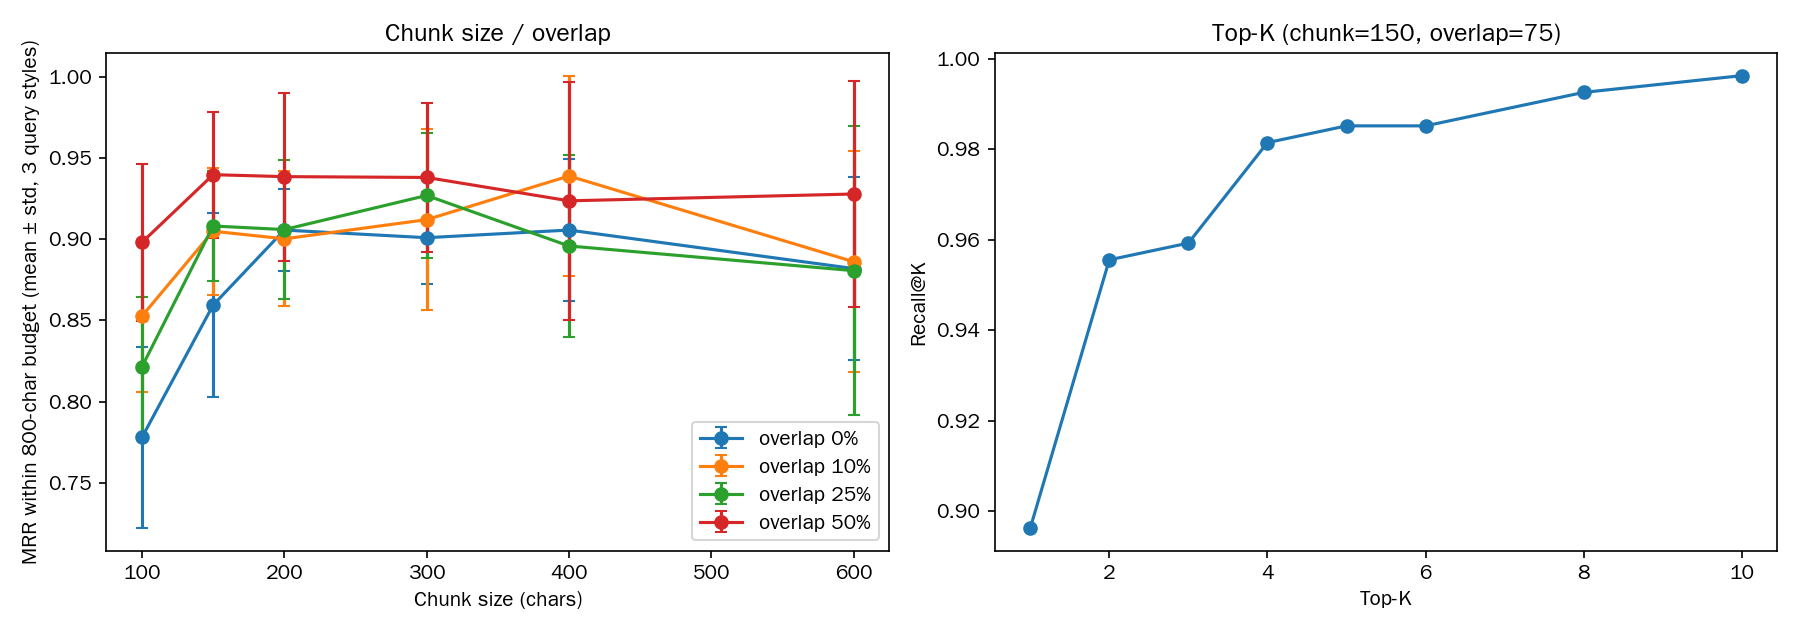 Chunk size / overlap
MRR within 800-char budget (mean ± std, 3 query styles)
1.00
0.95
0.90
0.85
0.80
0.75
overlap 0%
overlap 10%
overlap 25%
overlap 50%
100 200 300 400 500 600
Chunk size (chars)
Top-K (chunk=150, overlap=75)
Recall@K
1.00
0.98
0.96
0.94
0.92
0.90
2 4 6 8 10
Top-K